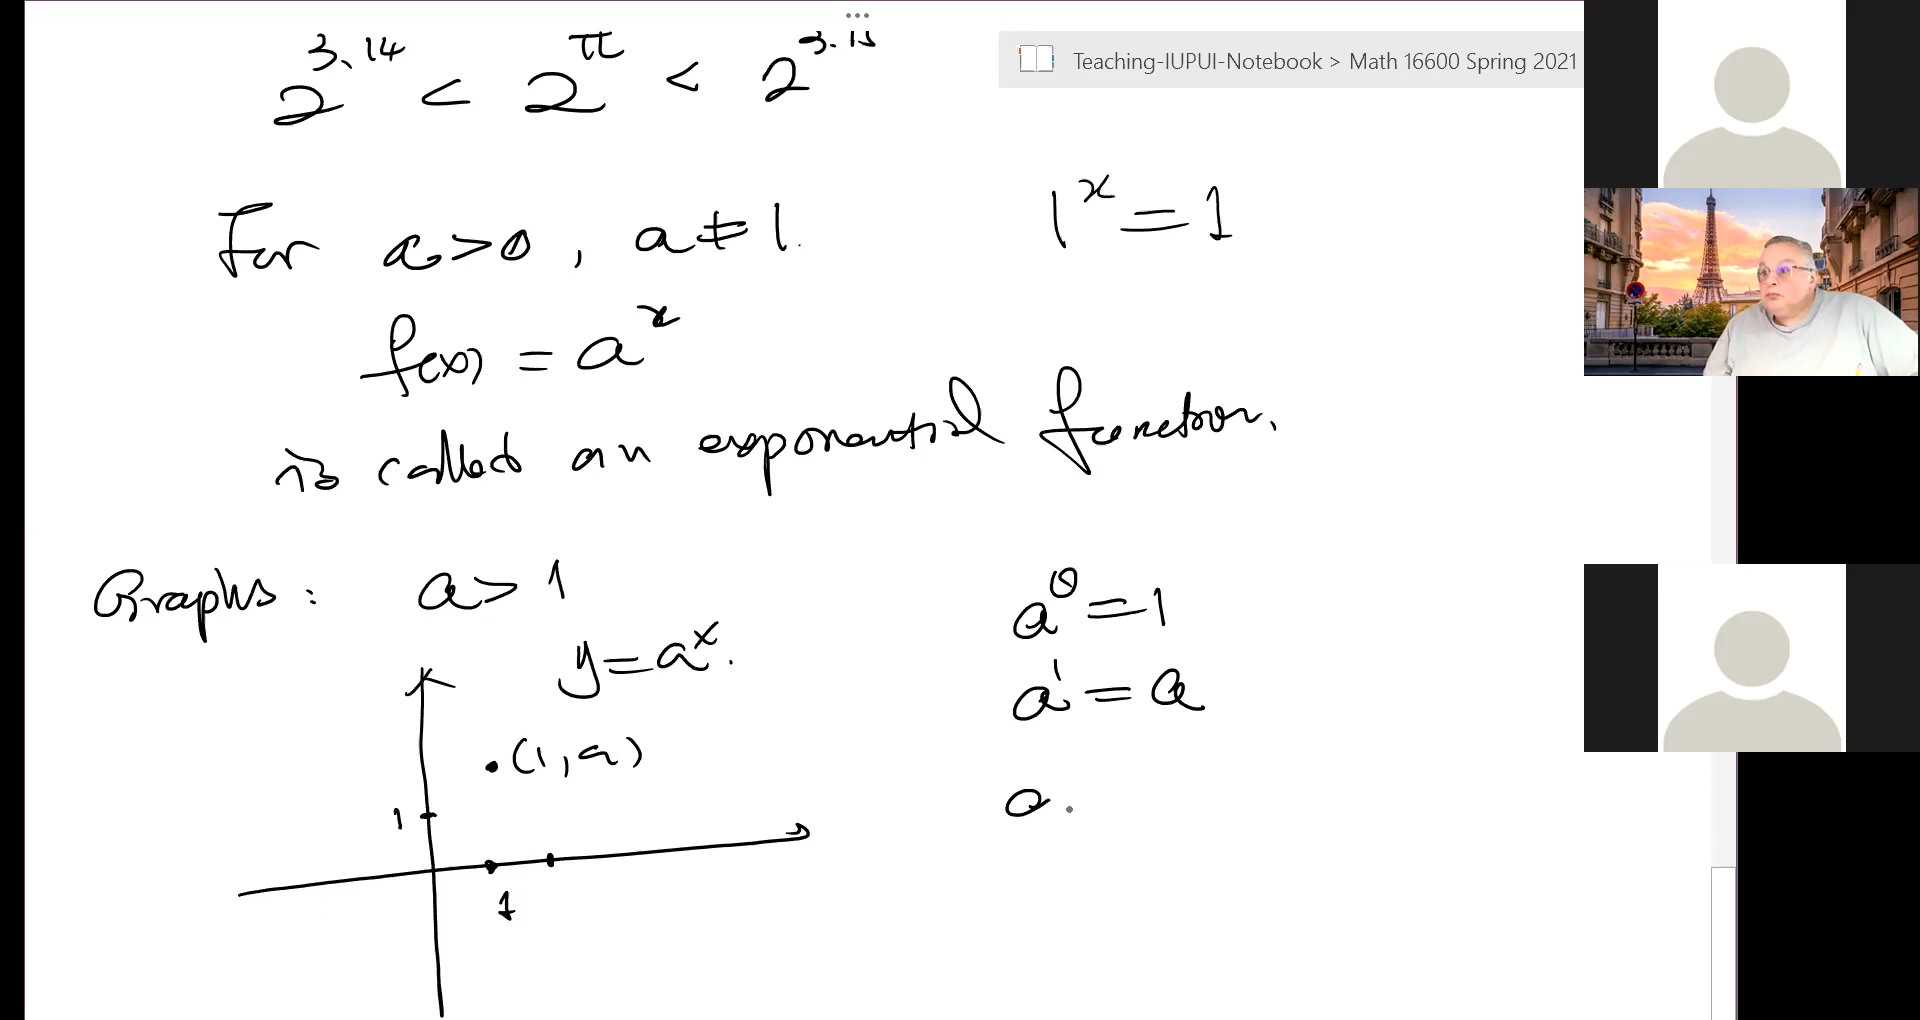 2^3.14 < 2^π < 2^3.15
Teaching-IUPUI-Notebook > Math 16600 Spring 2021
For a>0, a≠1.
1^x = 1
f(x) = a^x
is called an exponential function.
Graphs: a > 1
y = a^x.
a^0 = 1
a^1 = a
(1, a)
a
1
1